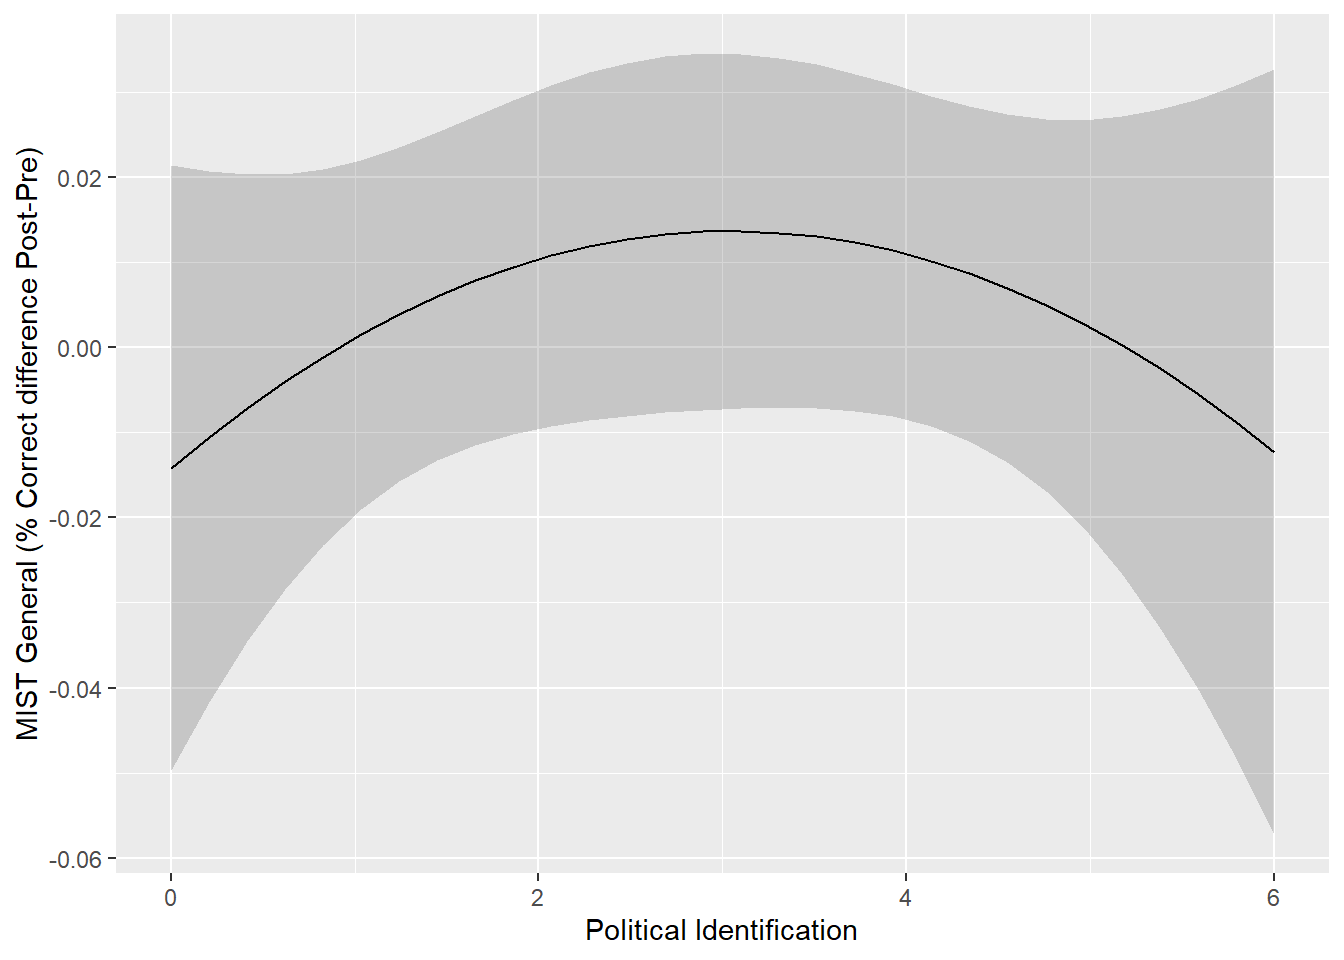 MIST General (% Correct difference Post-Pre)
0.02
0.00
-0.02
-0.04
-0.06
0 2 4 6
Political Identification